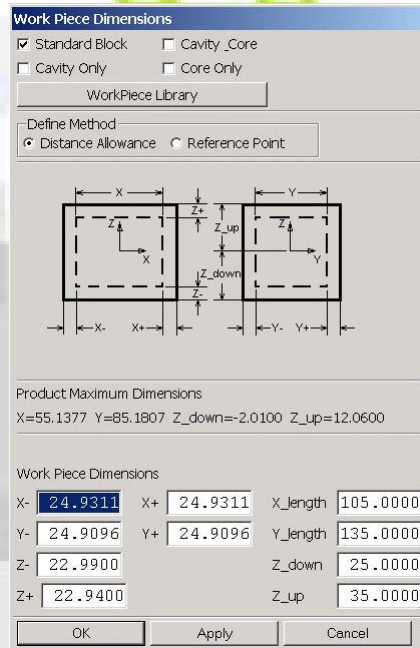 Work Piece Dimensions
Standard Block Cavity _Core
Cavity Only Core Only
WorkPiece Library
Define Method
Distance Allowance Reference Point
X Y
Z+
Z Z_up Z
X Y
Z_down
Z-
X- X+ Y- Y+
Product Maximum Dimensions
X=55.1377 Y=85.1807 Z_down=-2.0100 Z_up=12.0600
Work Piece Dimensions
X- 24.9311 X+ 24.9311 X_length 105.0000
Y- 24.9096 Y+ 24.9096 Y_length 135.0000
Z- 22.9900 Z_down 25.0000
Z+ 22.9400 Z_up 35.0000
OK Apply Cancel